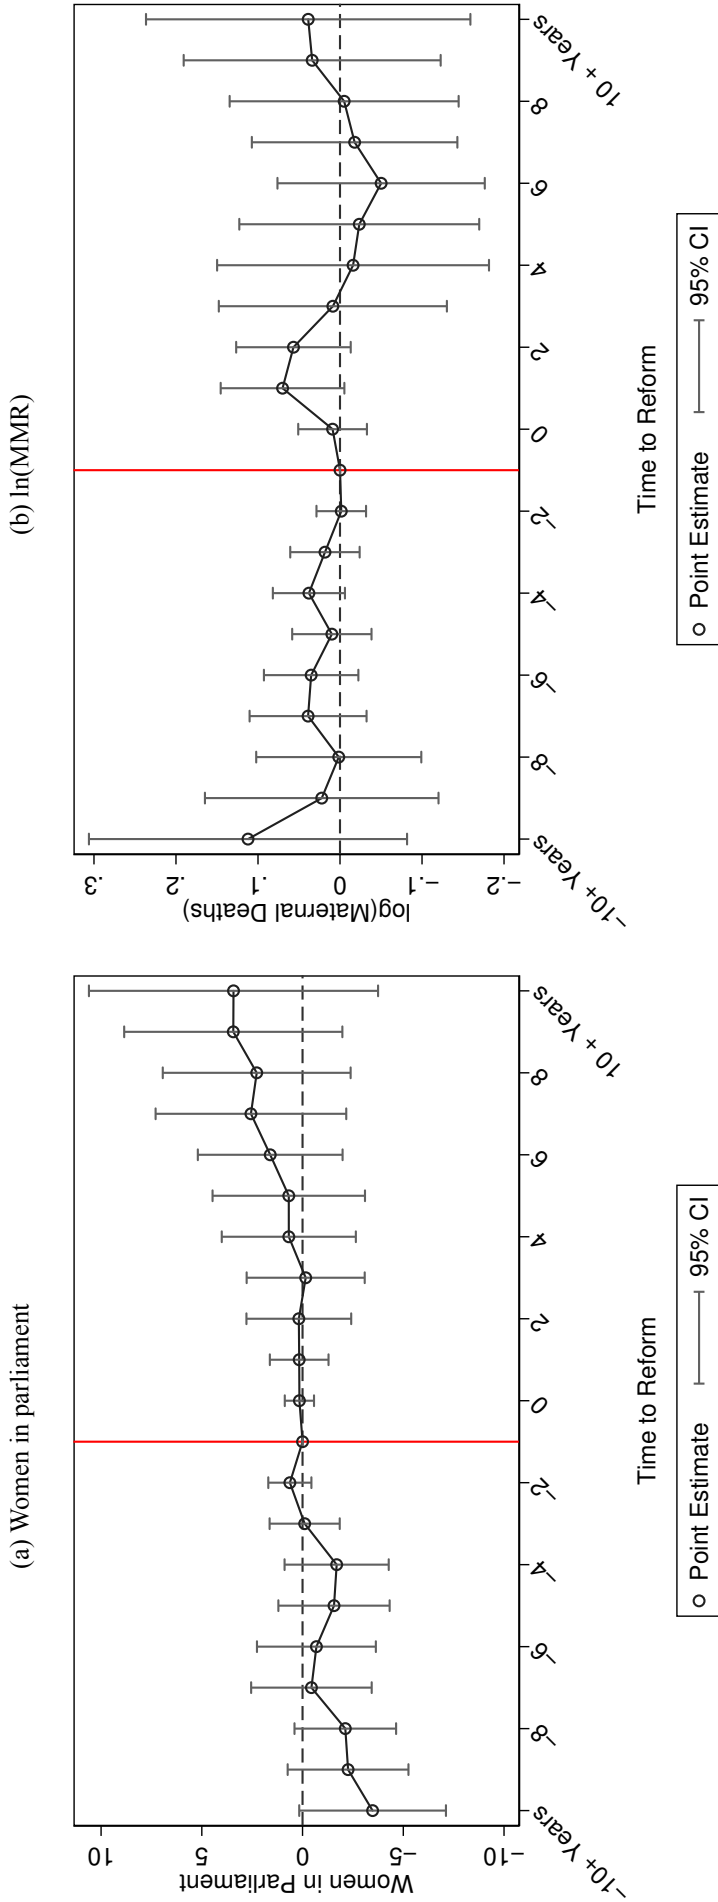 (a) Women in parliament
Women in Parliament
10
5
0
−5
−10
−10+ Years
−8
−6
−4
−2
0
2
4
6
8
10 + Years
Time to Reform
Point Estimate 95% CI
(b) ln(MMR)
log(Maternal Deaths)
.3
.2
.1
0
−.1
−.2
−10+ Years
−8
−6
−4
−2
0
2
4
6
8
10 + Years
Time to Reform
Point Estimate 95% CI